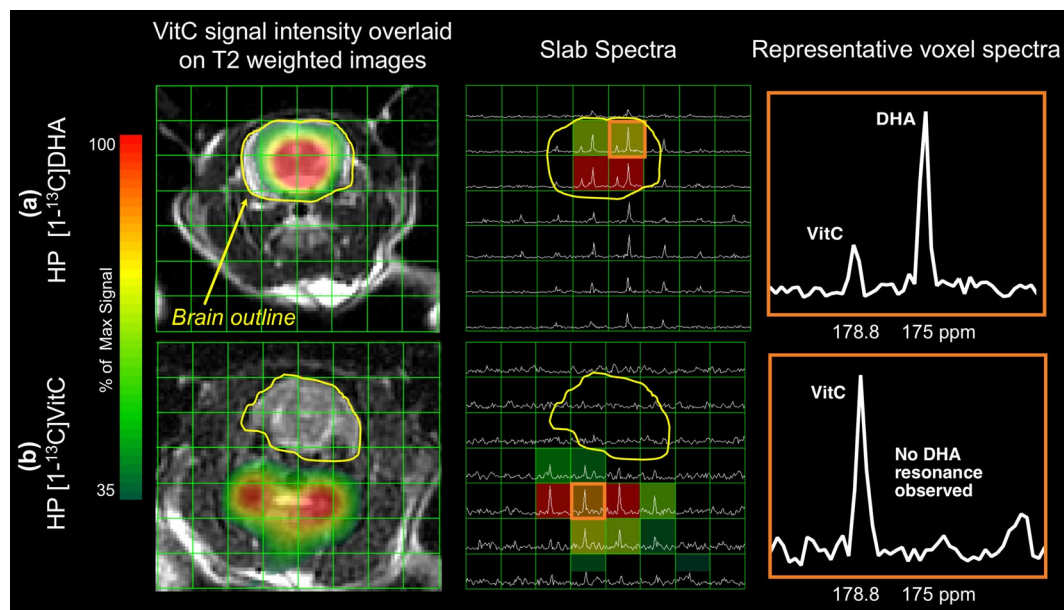 VitC signal intensity overlaid
on T2 weighted images
Slab Spectra
Representative voxel spectra
(a)
HP [1-¹³C]DHA
100
% of Max Signal
35
Brain outline
DHA
VitC
178.8 175 ppm
(b)
HP [1-¹³C]VitC
VitC
No DHA
resonance
observed
178.8 175 ppm